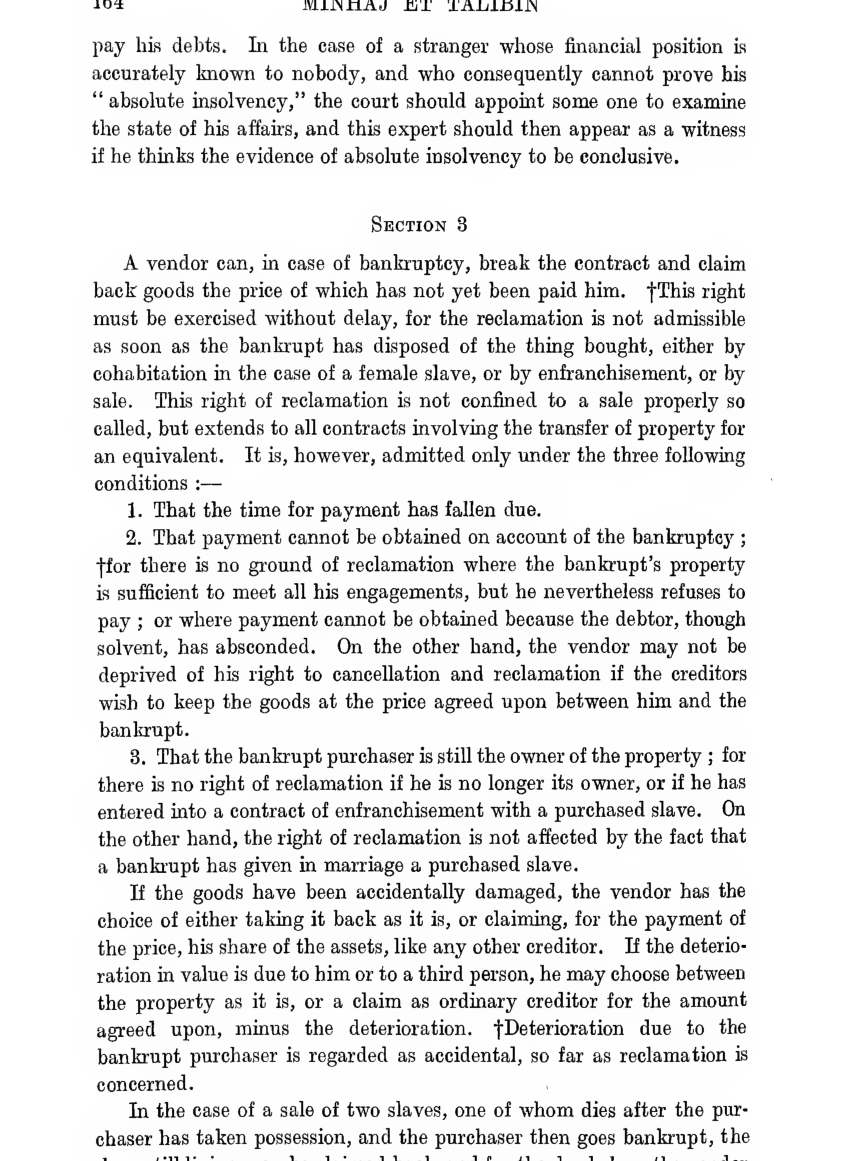 164 MINHAJ ET TALIBIN
pay his debts. In the case of a stranger whose financial position is
accurately known to nobody, and who consequently cannot prove his
“ absolute insolvency,” the court should appoint some one to examine
the state of his affairs, and this expert should then appear as a witness
if he thinks the evidence of absolute insolvency to be conclusive.
SECTION 3
A vendor can, in case of bankruptcy, break the contract and claim
back goods the price of which has not yet been paid him. †This right
must be exercised without delay, for the reclamation is not admissible
as soon as the bankrupt has disposed of the thing bought, either by
cohabitation in the case of a female slave, or by enfranchisement, or by
sale. This right of reclamation is not confined to a sale properly so
called, but extends to all contracts involving the transfer of property for
an equivalent. It is, however, admitted only under the three following
conditions :—
1. That the time for payment has fallen due.
2. That payment cannot be obtained on account of the bankruptcy ;
†for there is no ground of reclamation where the bankrupt’s property
is sufficient to meet all his engagements, but he nevertheless refuses to
pay ; or where payment cannot be obtained because the debtor, though
solvent, has absconded. On the other hand, the vendor may not be
deprived of his right to cancellation and reclamation if the creditors
wish to keep the goods at the price agreed upon between him and the
bankrupt.
3. That the bankrupt purchaser is still the owner of the property ; for
there is no right of reclamation if he is no longer its owner, or if he has
entered into a contract of enfranchisement with a purchased slave. On
the other hand, the right of reclamation is not affected by the fact that
a bankrupt has given in marriage a purchased slave.
If the goods have been accidentally damaged, the vendor has the
choice of either taking it back as it is, or claiming, for the payment of
the price, his share of the assets, like any other creditor. If the deterio-
ration in value is due to him or to a third person, he may choose between
the property as it is, or a claim as ordinary creditor for the amount
agreed upon, minus the deterioration. †Deterioration due to the
bankrupt purchaser is regarded as accidental, so far as reclamation is
concerned.
In the case of a sale of two slaves, one of whom dies after the pur-
chaser has taken possession, and the purchaser then goes bankrupt, the